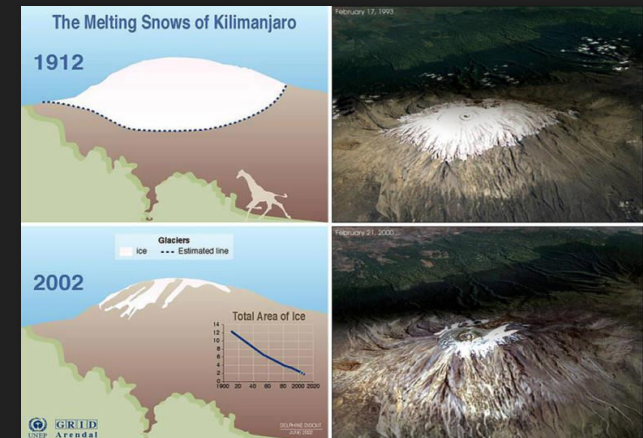 The Melting Snows of Kilimanjaro
1912
February 17, 1993
Glaciers
ice Estimated line
2002
Total Area of Ice
14
12
10
8
6
4
2
0
1900 20 40 60 80 2000 2020
UNEP
GRID
Arendal
JUNE 2002
February 21, 2000